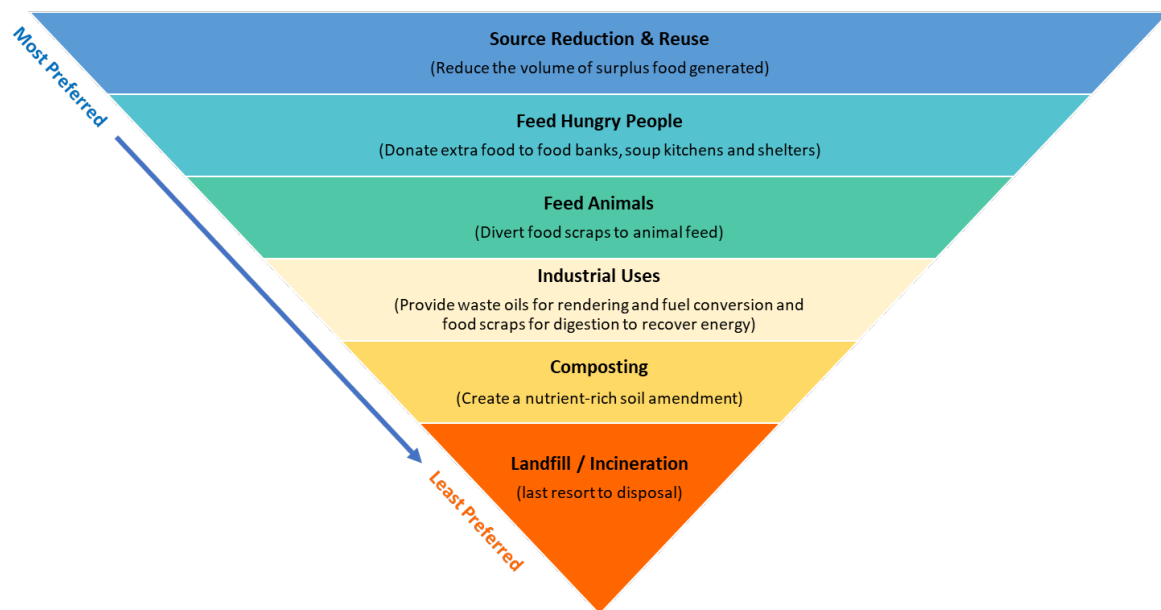 Most Preferred
Source Reduction & Reuse
(Reduce the volume of surplus food generated)
Feed Hungry People
(Donate extra food to food banks, soup kitchens and shelters)
Feed Animals
(Divert food scraps to animal feed)
Industrial Uses
(Provide waste oils for rendering and fuel conversion and
food scraps for digestion to recover energy)
Composting
(Create a nutrient-rich soil amendment)
Landfill / Incineration
(last resort to disposal)
Least Preferred